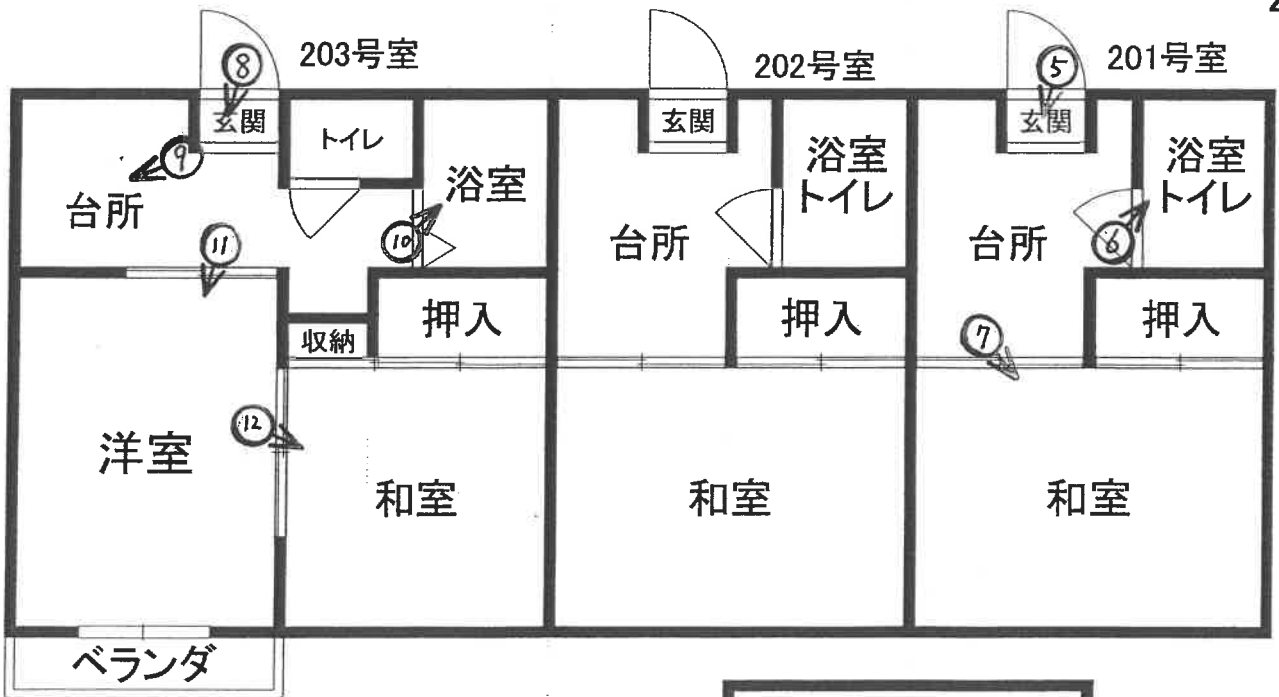 203号室
202号室
201号室
⑧
⑤
玄関
トイレ
玄関
玄関
⑨
浴室
浴室
トイレ
浴室
トイレ
台所
⑪
⑩
台所
台所
⑥
収納
押入
押入
⑦
押入
⑫
洋室
和室
和室
和室
ベランダ